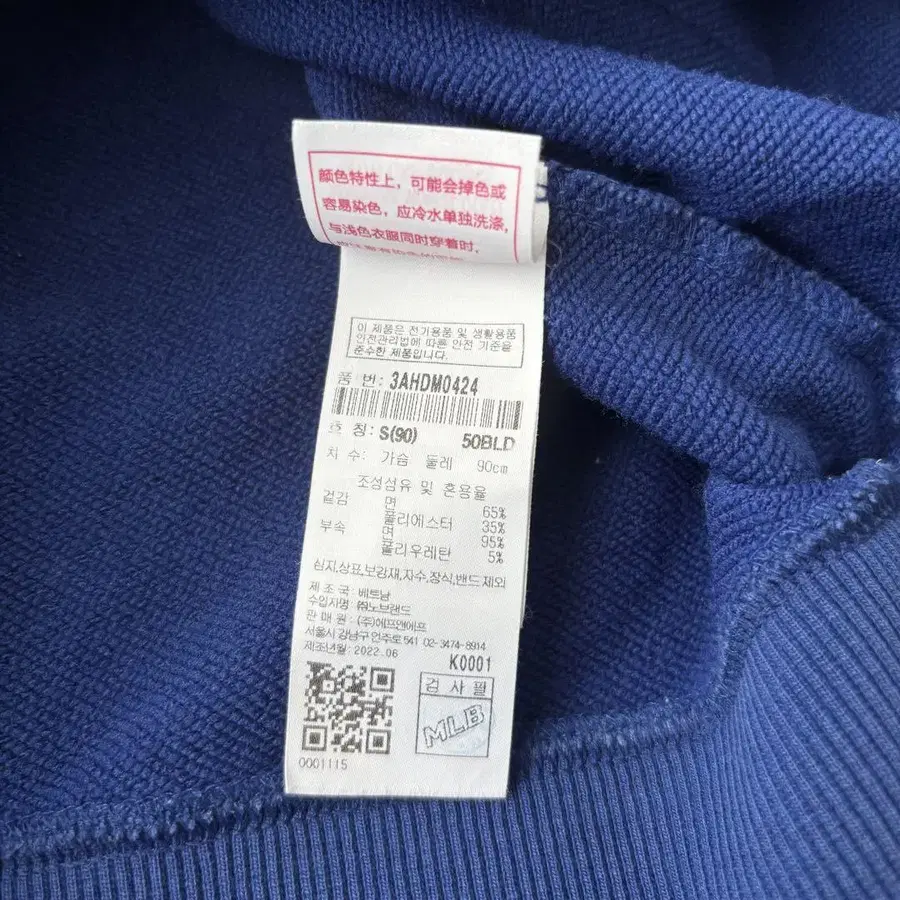 颜色特性上，可能会掉色或
容易染色，应冷水单独洗涤，
与浅色衣服同时穿着时，
이 제품은 전기용품 및 생활용품
안전관리법에 따른 안전 기준을
준수한 제품입니다.
품 번: 3AHDM0424
호 칭: S(90) 50BLD
치 수: 가슴 둘레 90cm
조성섬유 및 혼용율
겉감 면 65%
폴리에스터 35%
부속 면 95%
폴리우레탄 5%
심지,상표,보강재,자수,장식,밴드 제외
제 조 국 : 베트남
수입자명 : ㈜노브랜드
판 매 원 : (주)에프앤에프
서울시 강남구 언주로 541 02-3474-8914
제조년월: 2022.06
K0001
검 사 필
MLB
0001115